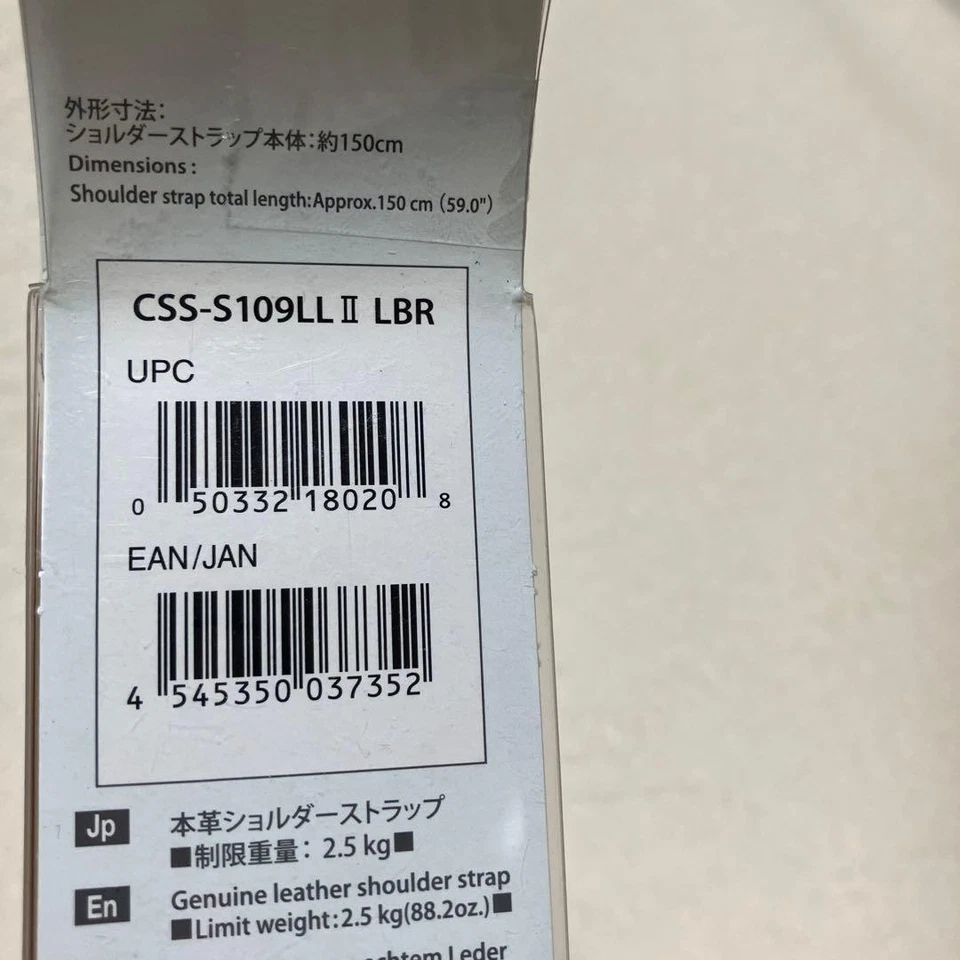 外形寸法:
ショルダーストラップ本体:約150cm
Dimensions:
Shoulder strap total length:Approx.150 cm (59.0")
CSS-S109LLⅡ LBR
UPC
0 50332 18020 8
EAN/JAN
4 545350 037352
Jp 本革ショルダーストラップ
■制限重量: 2.5 kg■
En Genuine leather shoulder strap
■Limit weight:2.5 kg(88.2oz.)■
Leder